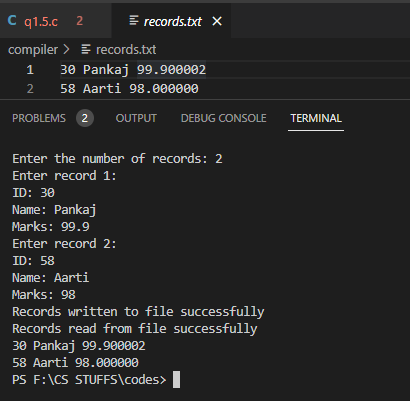 C q1.5.c 2 records.txt ×
compiler > records.txt
1 30 Pankaj 99.900002
2 58 Aarti 98.000000
PROBLEMS 2 OUTPUT DEBUG CONSOLE TERMINAL
Enter the number of records: 2
Enter record 1:
ID: 30
Name: Pankaj
Marks: 99.9
Enter record 2:
ID: 58
Name: Aarti
Marks: 98
Records written to file successfully
Records read from file successfully
30 Pankaj 99.900002
58 Aarti 98.000000
PS F:\CS STUFFS\codes>